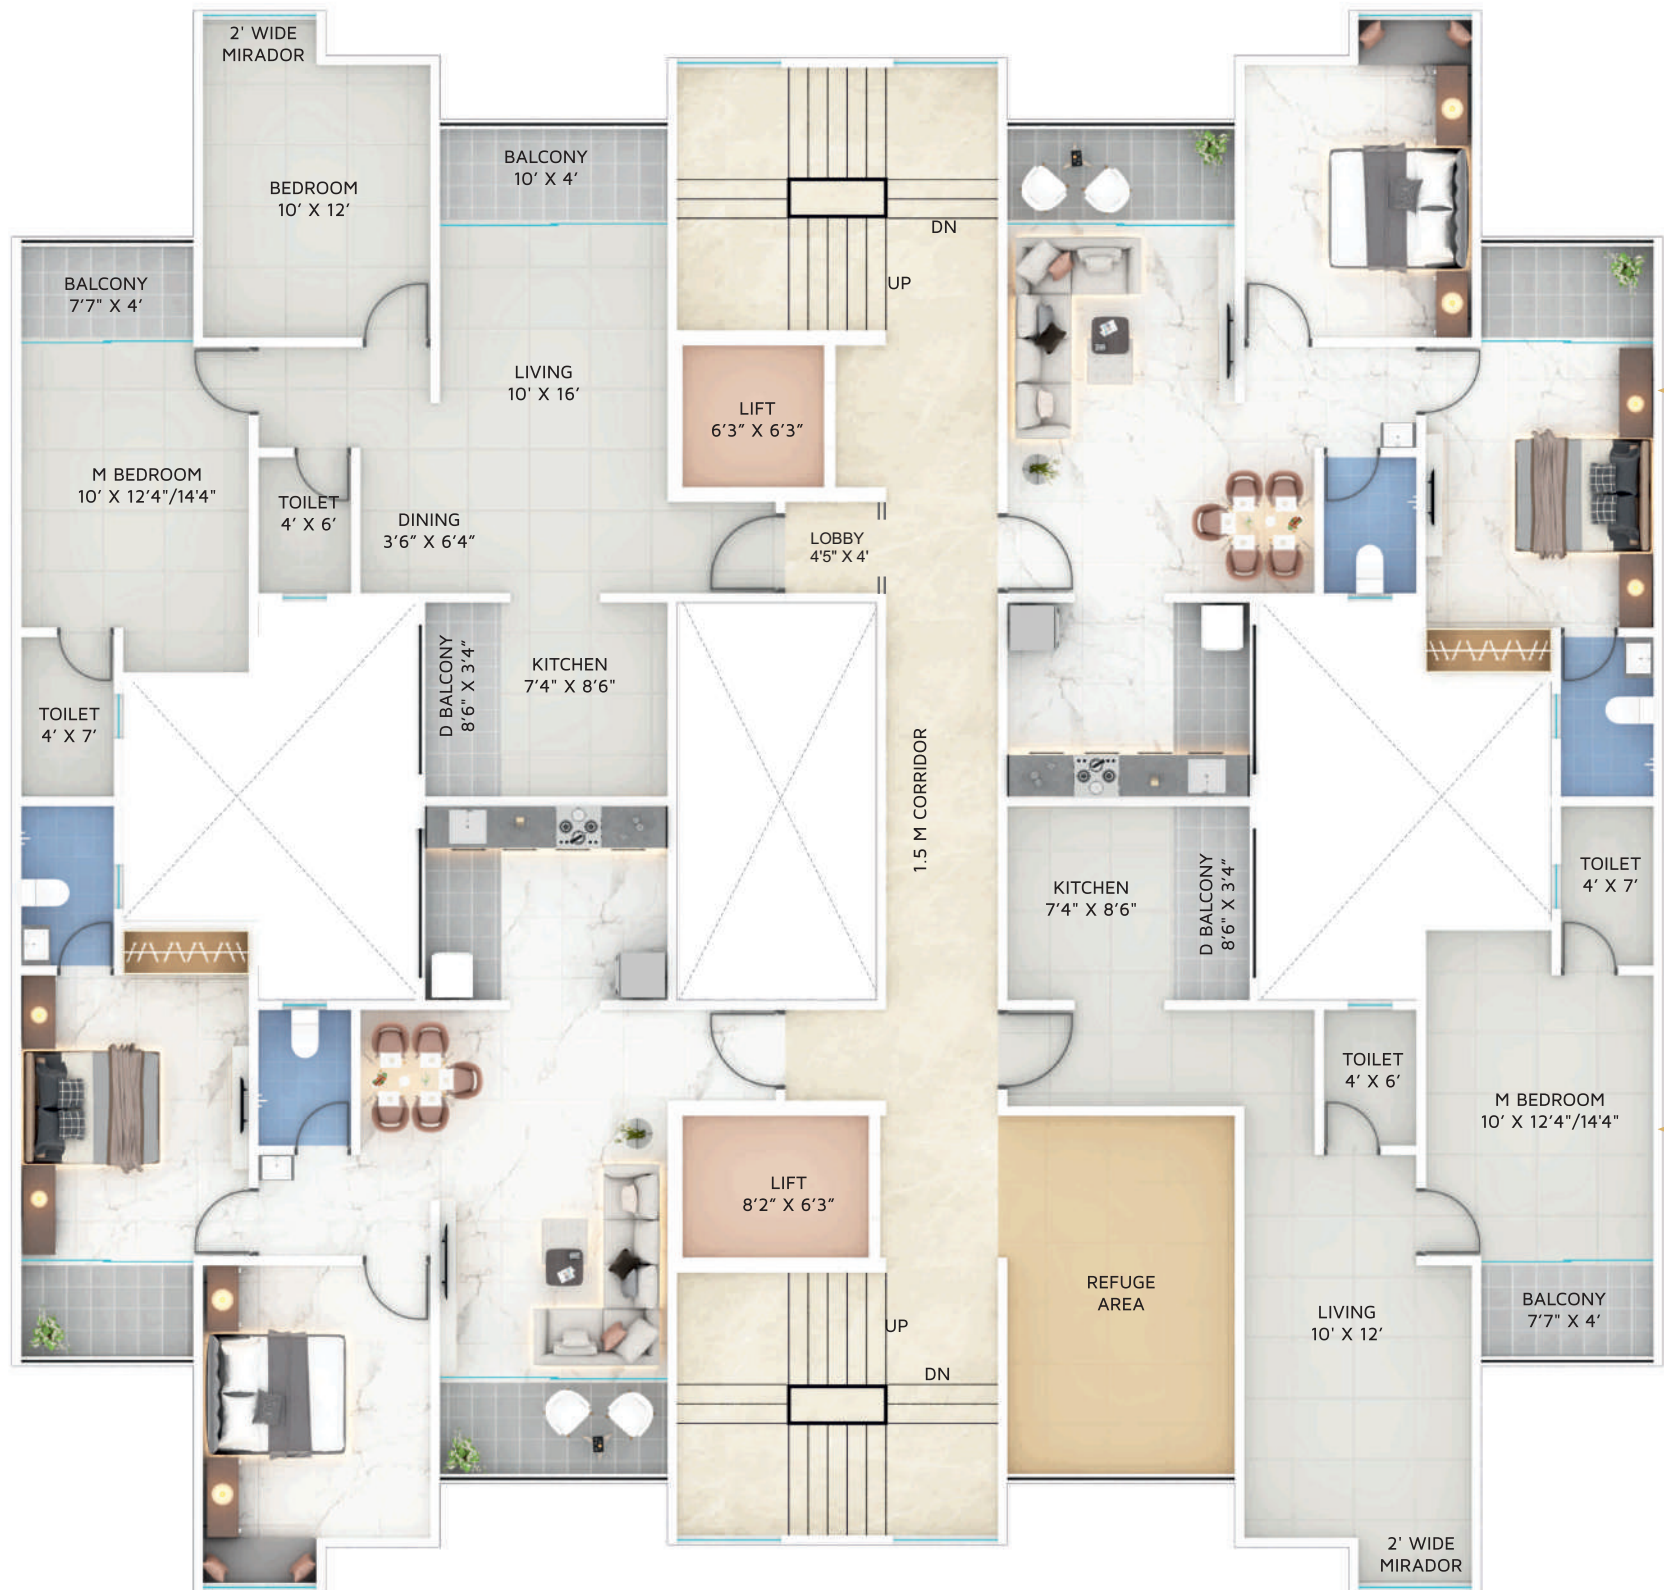 2' WIDE
MIRADOR
BEDROOM
10’ X 12’
BALCONY
10’ X 4’
DN
UP
BALCONY
7’7" X 4’
LIVING
10' X 16’
LIFT
6’3” X 6’3”
M BEDROOM
10’ X 12’4"/14'4"
TOILET
4’ X 6’
DINING
3’6” X 6’4”
LOBBY
4'5" X 4'
D BALCONY
8’6" X 3’4”
KITCHEN
7’4" X 8’6"
TOILET
4’ X 7’
1.5 M CORRIDOR
KITCHEN
7’4" X 8’6"
D BALCONY
8’6" X 3’4”
TOILET
4’ X 7’
TOILET
4’ X 6’
M BEDROOM
10’ X 12’4"/14'4"
LIFT
8’2” X 6’3”
REFUGE
AREA
LIVING
10' X 12’
BALCONY
7’7" X 4’
UP
DN
2' WIDE
MIRADOR